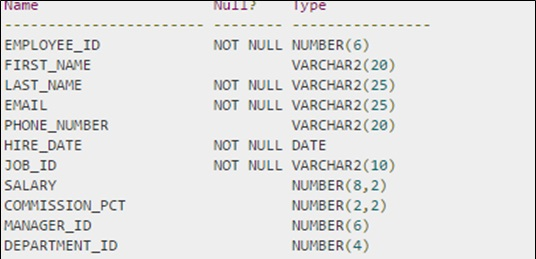 Name Null? Type
------------------------- -------- ----------------
EMPLOYEE_ID NOT NULL NUMBER(6)
FIRST_NAME VARCHAR2(20)
LAST_NAME NOT NULL VARCHAR2(25)
EMAIL NOT NULL VARCHAR2(25)
PHONE_NUMBER VARCHAR2(20)
HIRE_DATE NOT NULL DATE
JOB_ID NOT NULL VARCHAR2(10)
SALARY NUMBER(8,2)
COMMISSION_PCT NUMBER(2,2)
MANAGER_ID NUMBER(6)
DEPARTMENT_ID NUMBER(4)